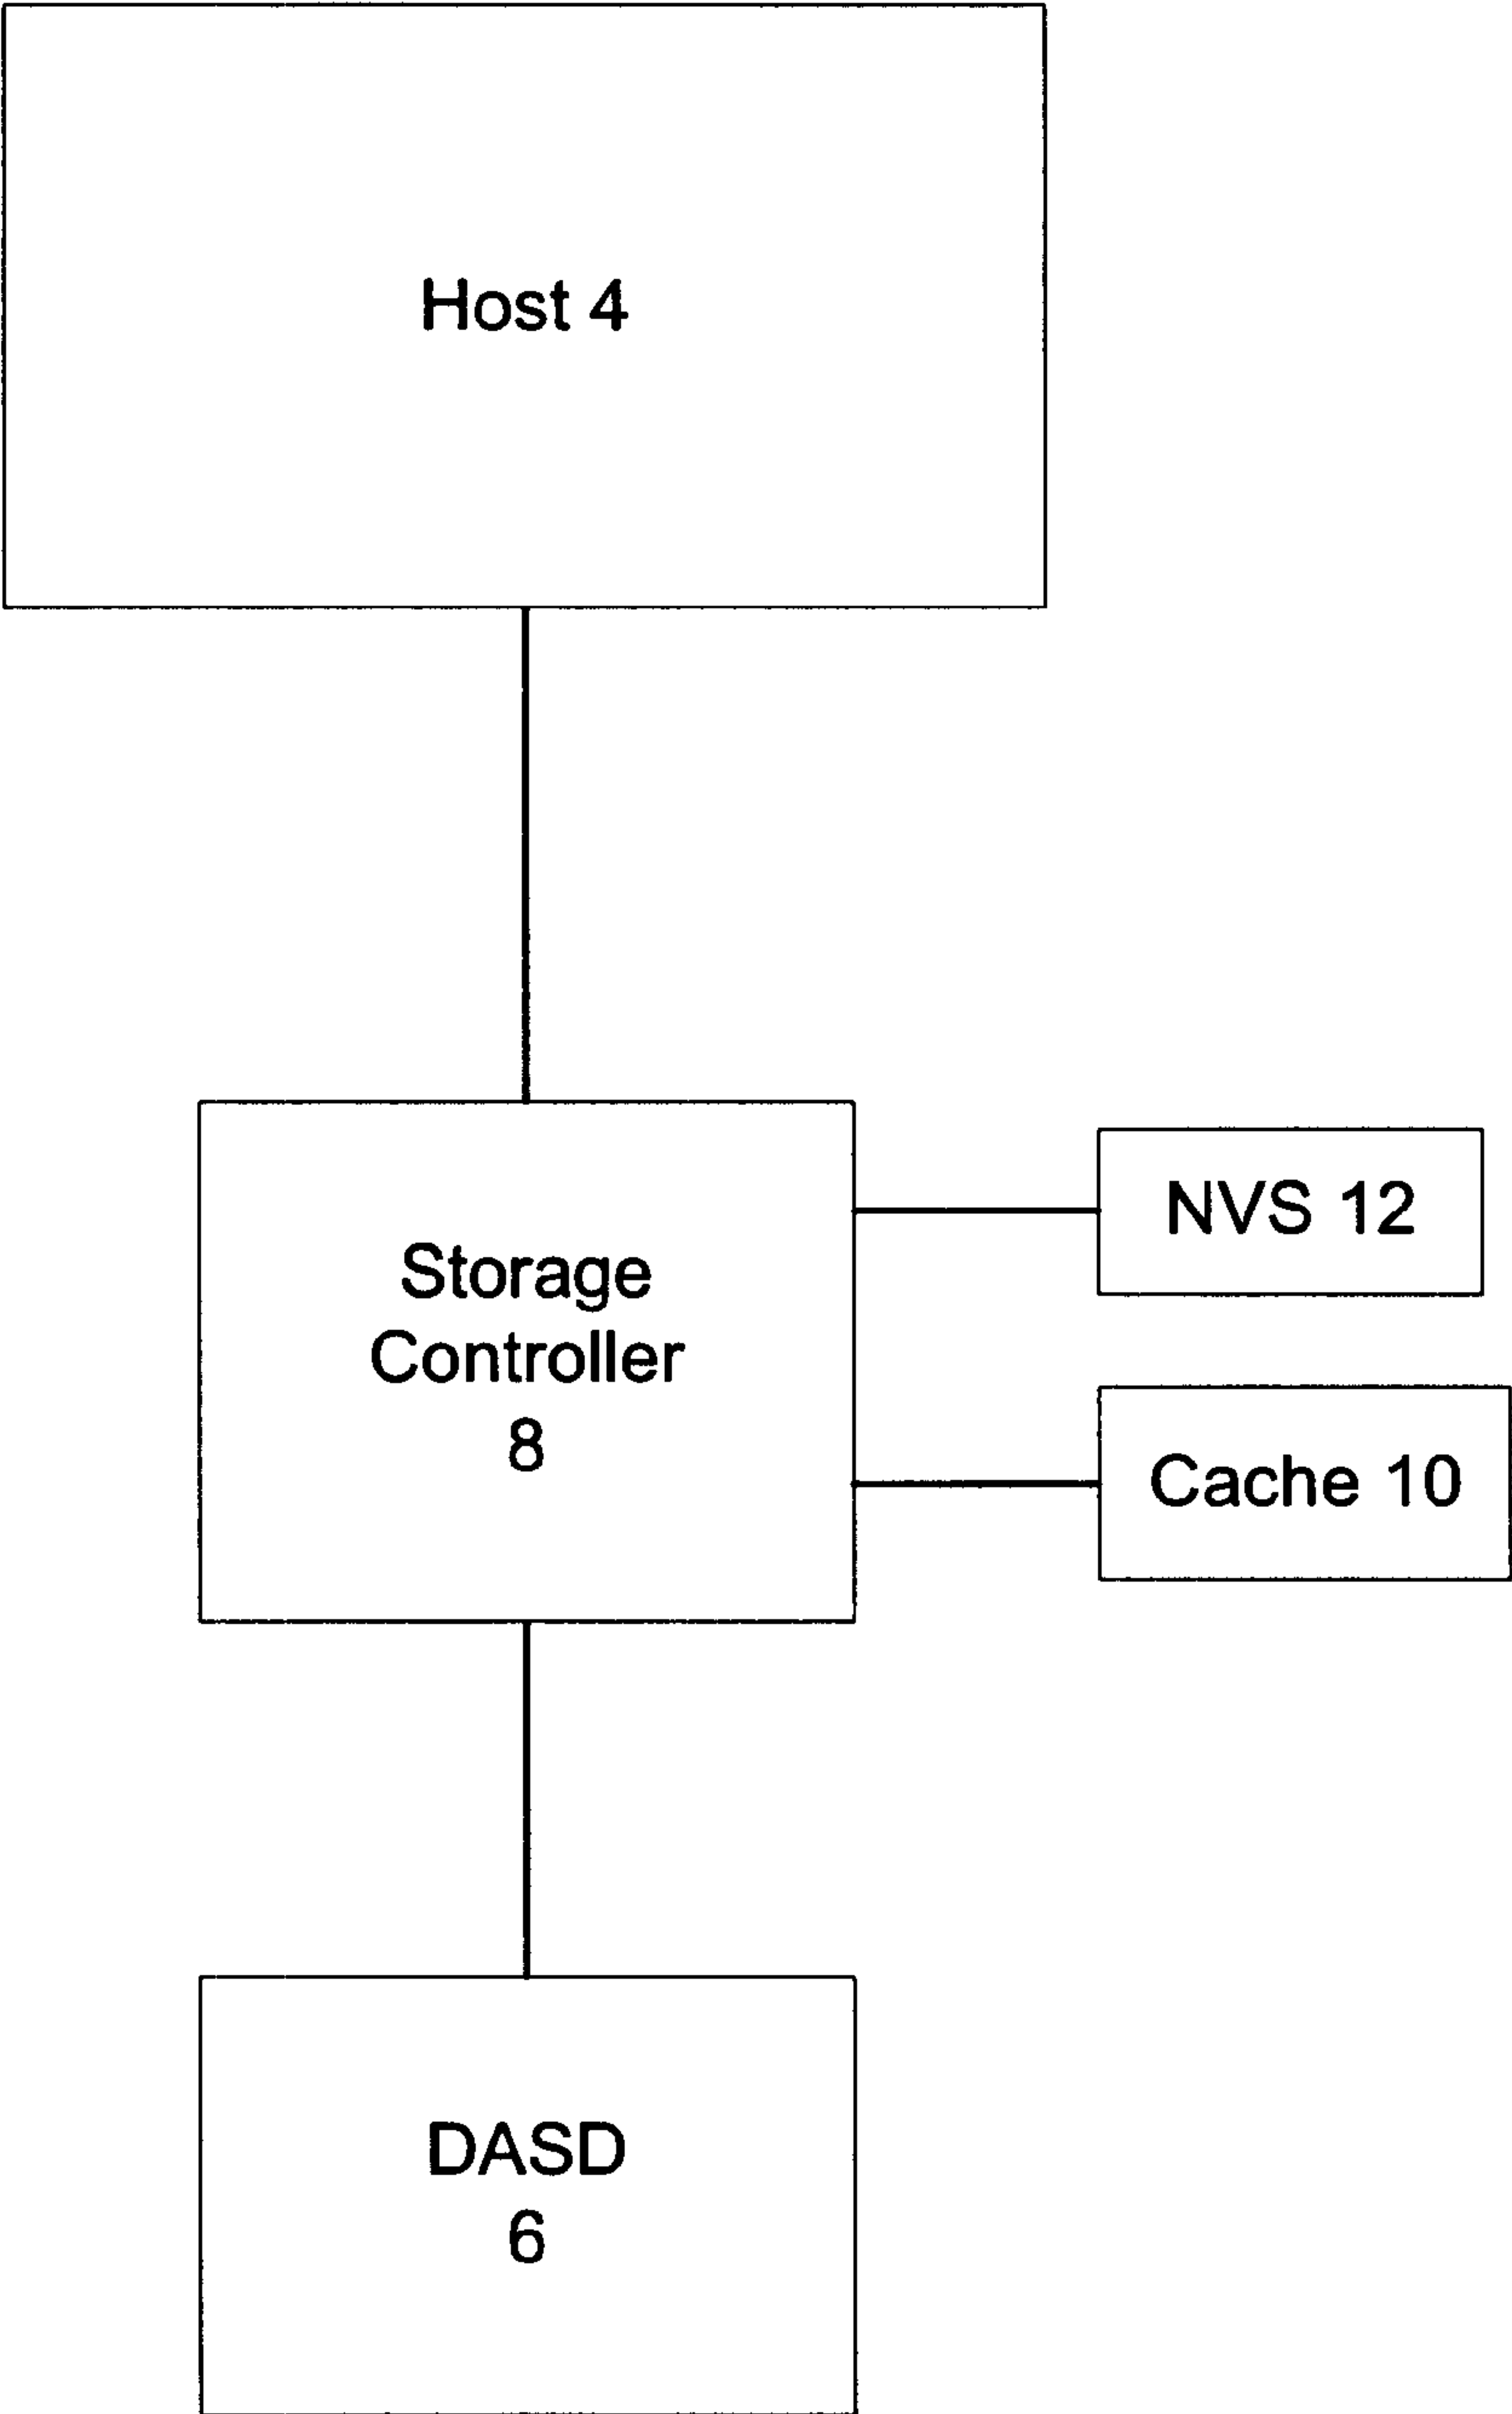 Host 4
Storage
Controller
8
NVS 12
Cache 10
DASD
6